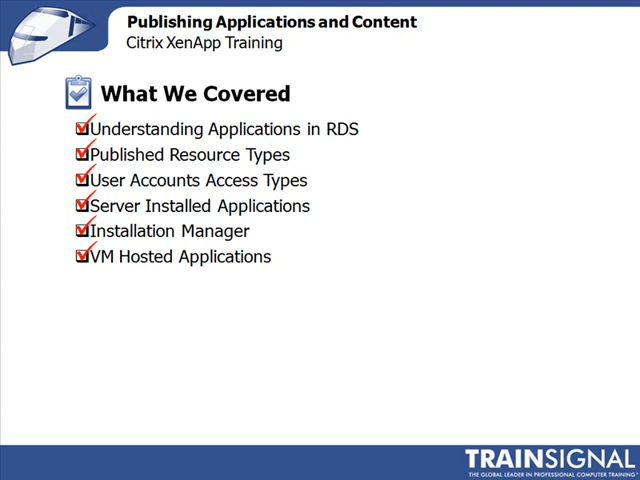 Publishing Applications and Content
Citrix XenApp Training
What We Covered
Understanding Applications in RDS
Published Resource Types
User Accounts Access Types
Server Installed Applications
Installation Manager
VM Hosted Applications
TRAINSIGNAL
THE GLOBAL LEADER IN PROFESSIONAL COMPUTER TRAINING